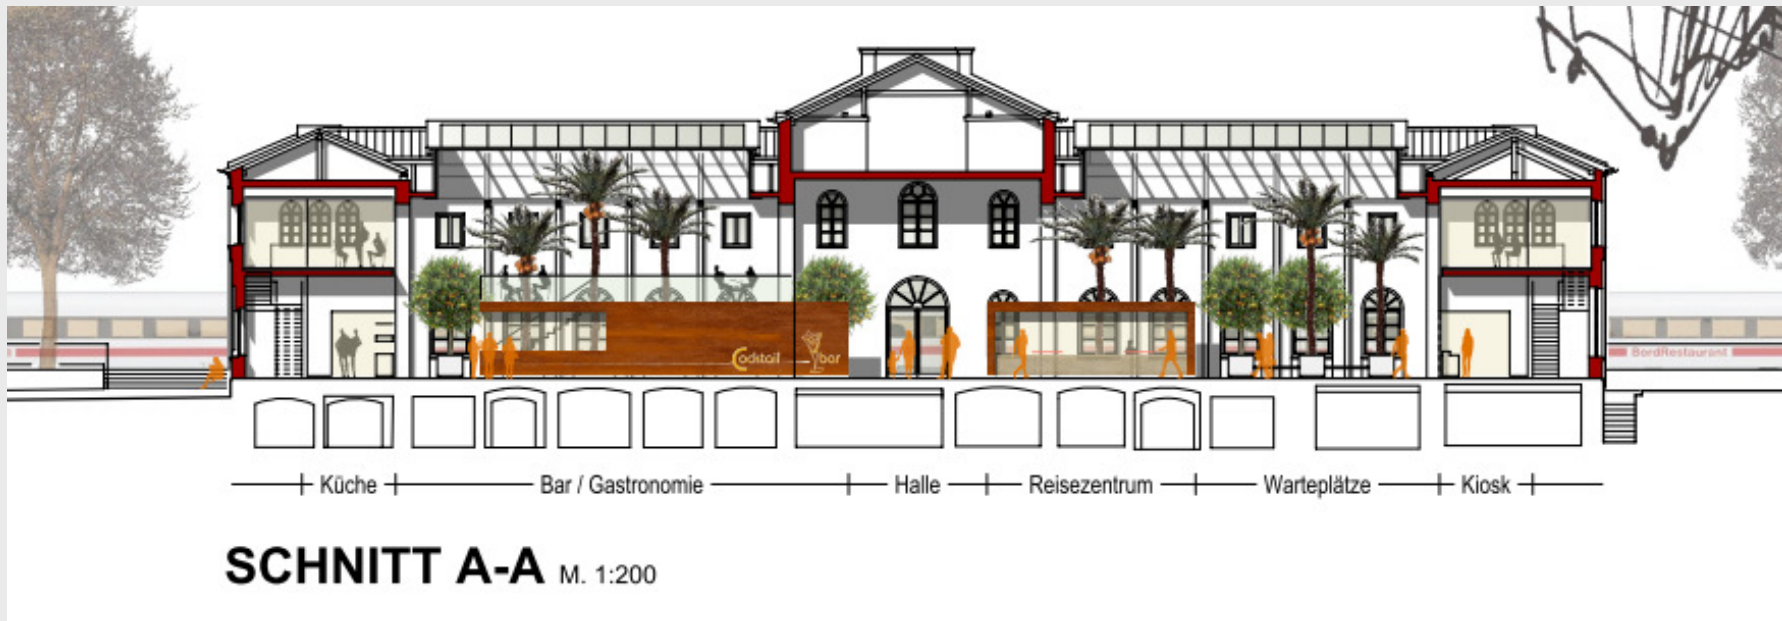 Cocktail bar
BordRestaurant
Küche
Bar / Gastronomie
Halle
Reisezentrum
Warteplätze
Kiosk
SCHNITT A-A M. 1:200